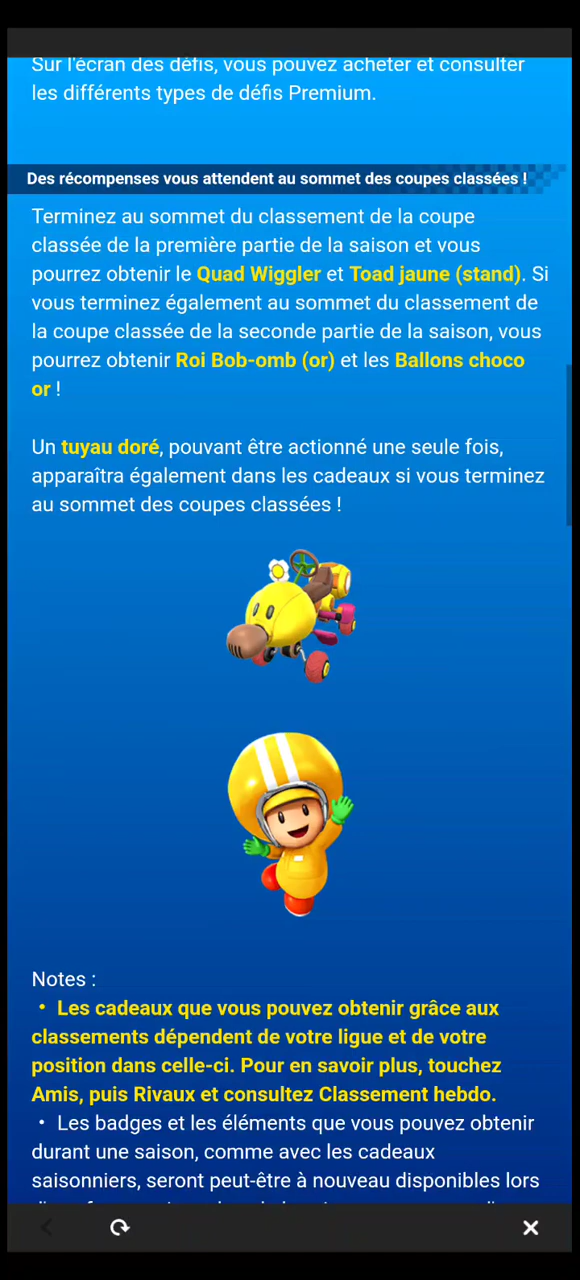 Sur l'écran des défis, vous pouvez acheter et consulter
les différents types de défis Premium.
Des récompenses vous attendent au sommet des coupes classées !
Terminez au sommet du classement de la coupe
classée de la première partie de la saison et vous
pourrez obtenir le Quad Wiggler et Toad jaune (stand). Si
vous terminez également au sommet du classement de
la coupe classée de la seconde partie de la saison, vous
pourrez obtenir Roi Bob-omb (or) et les Ballons choco
or !
Un tuyau doré, pouvant être actionné une seule fois,
apparaîtra également dans les cadeaux si vous terminez
au sommet des coupes classées !
Notes :
• Les cadeaux que vous pouvez obtenir grâce aux
classements dépendent de votre ligue et de votre
position dans celle-ci. Pour en savoir plus, touchez
Amis, puis Rivaux et consultez Classement hebdo.
• Les badges et les éléments que vous pouvez obtenir
durant une saison, comme avec les cadeaux
saisonniers, seront peut-être à nouveau disponibles lors